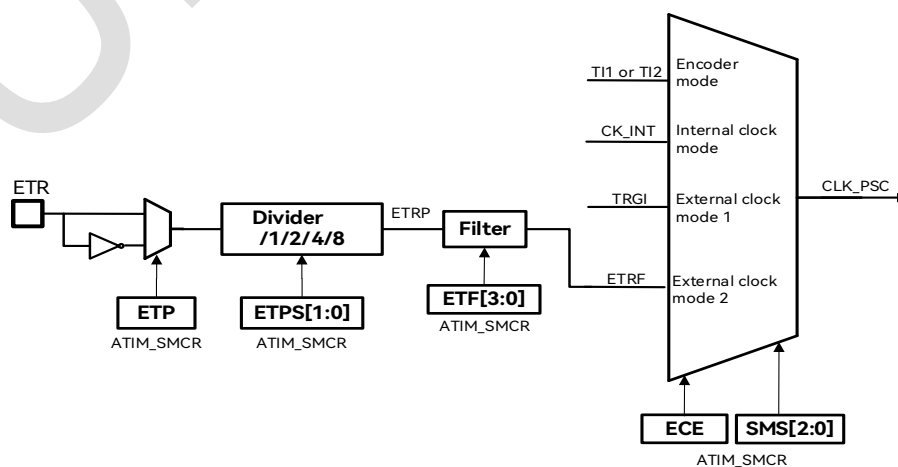 TI1 or TI2
Encoder
mode
CK_INT
Internal clock
mode
ETR
TRGI
External clock
mode 1
CLK_PSC
Divider
/1/2/4/8
ETRP
Filter
ETRF
External clock
mode 2
ETP
ETPS[1:0]
ETF[3:0]
ATIM_SMCR
ATIM_SMCR
ATIM_SMCR
ECE
SMS[2:0]
ATIM_SMCR